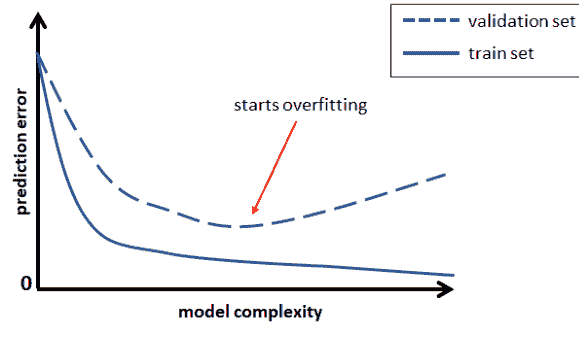 validation set
train set
starts overfitting
prediction error
0
model complexity